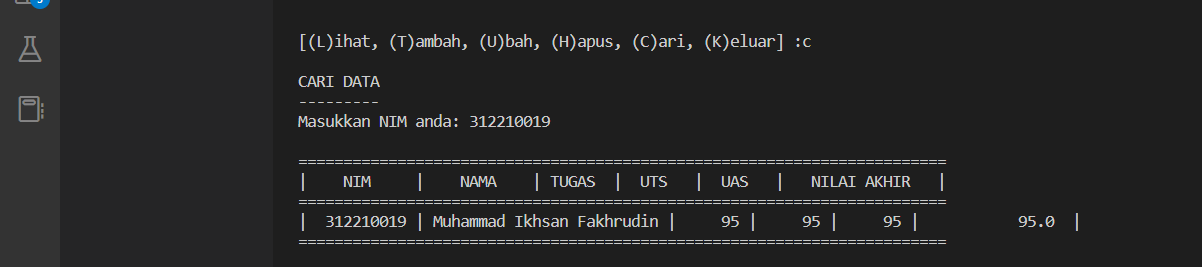 [(L)ihat, (T)ambah, (U)bah, (H)apus, (C)ari, (K)eluar] :c
CARI DATA
---------
Masukkan NIM anda: 312210019
========================================================================
|    NIM     |    NAMA    | TUGAS  |  UTS   |  UAS   |   NILAI AKHIR   |
========================================================================
|  312210019 | Muhammad Ikhsan Fakhrudin |     95 |     95 |     95 |           95.0  |
========================================================================